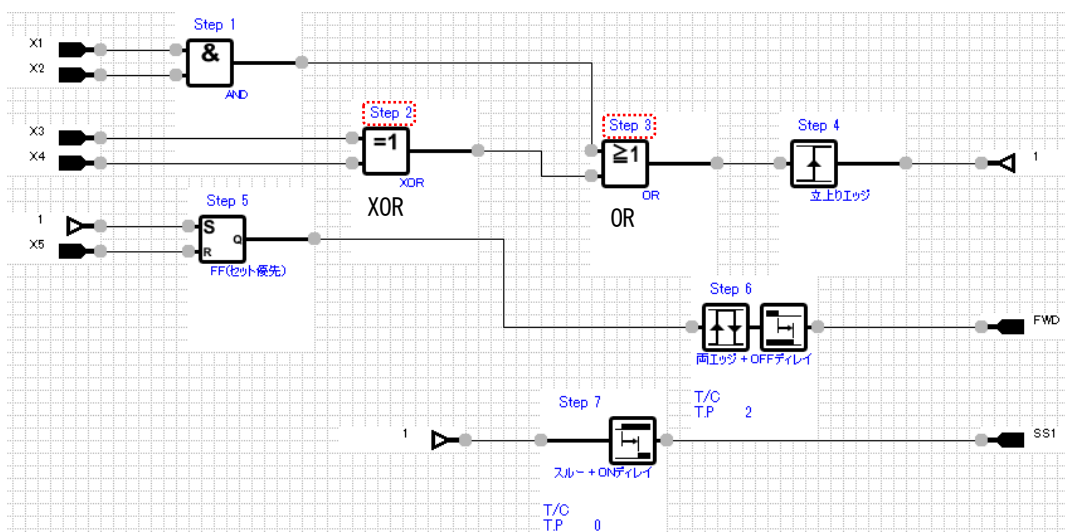 Step 1
X1
X2
&
AND
Step 2
Step 3
Step 4
X3
X4
=1
XOR
XOR
≧1
OR
OR
立上りエッジ
1
Step 5
1
X5
S
R
Q
FF(セット優先)
Step 6
FWD
両エッジ + OFFディレイ
T/C
T.P 2
Step 7
1
SS1
スルー + ONディレイ
T/C
T.P 0